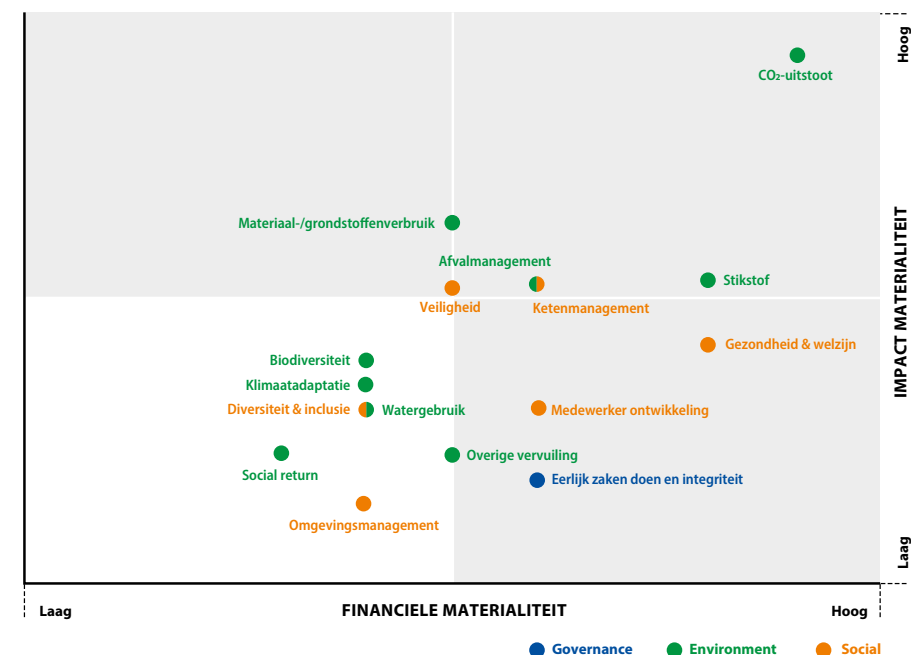 Hoog
CO₂-uitstoot
Materiaal-/grondstoffenverbruik
Afvalmanagement
Stikstof
Veiligheid
Ketenmanagement
IMPACT MATERIALITEIT
Gezondheid & welzijn
Biodiversiteit
Klimaatadaptatie
Diversiteit & inclusie
Watergebruik
Medewerker ontwikkeling
Overige vervuiling
Social return
Eerlijk zaken doen en integriteit
Omgevingsmanagement
Laag
Laag
FINANCIELE MATERIALITEIT
Hoog
Governance
Environment
Social